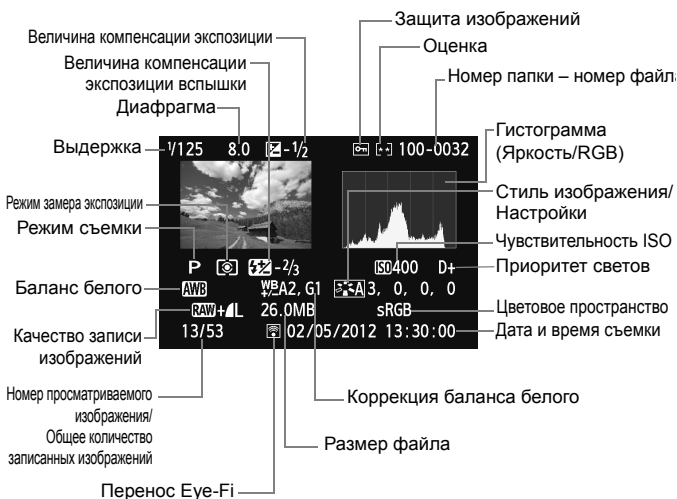 Защита изображений
Величина компенсации экспозиции
Оценка
Величина компенсации
экспозиции вспышки
Номер папки – номер файла
Диафрагма
Выдержка
1/125 8.0 -1/2 100-0032
Гистограмма
(Яркость/RGB)
Режим замера экспозиции
Стиль изображения/
Настройки
Режим съемки
Чувствительность ISO
P -2/3 ISO400 D+
Приоритет светов
Баланс белого
AWB WB A2, G1 A 3, 0, 0, 0
RAW+L 26.0MB sRGB
Цветовое пространство
13/53 02/05/2012 13:30:00
Дата и время съемки
Качество записи
изображений
Номер просматриваемого
изображения/
Общее количество
записанных изображений
Коррекция баланса белого
Размер файла
Перенос Eye-Fi